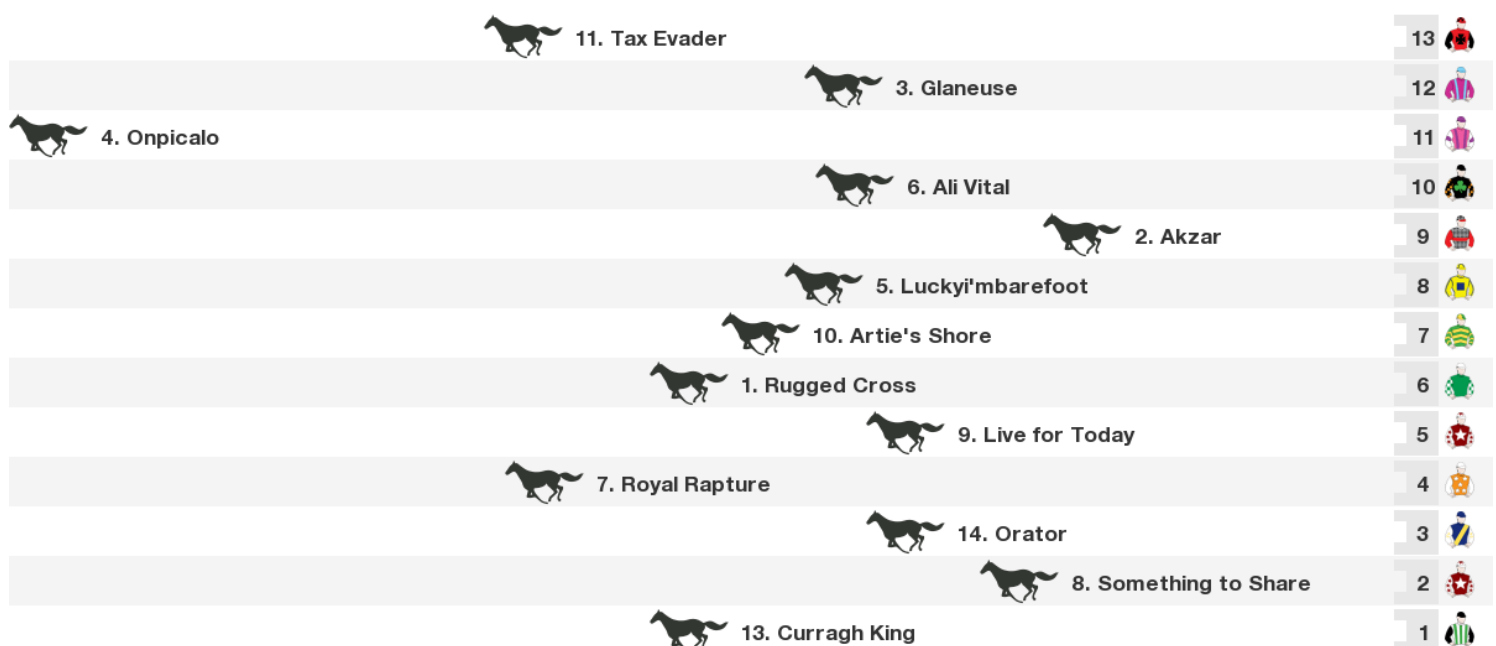 11. Tax Evader 13
3. Glaneuse 12
4. Onpicalo 11
6. Ali Vital 10
2. Akzar 9
5. Luckyi'mbarefoot 8
10. Artie's Shore 7
1. Rugged Cross 6
9. Live for Today 5
7. Royal Rapture 4
14. Orator 3
8. Something to Share 2
13. Curragh King 1